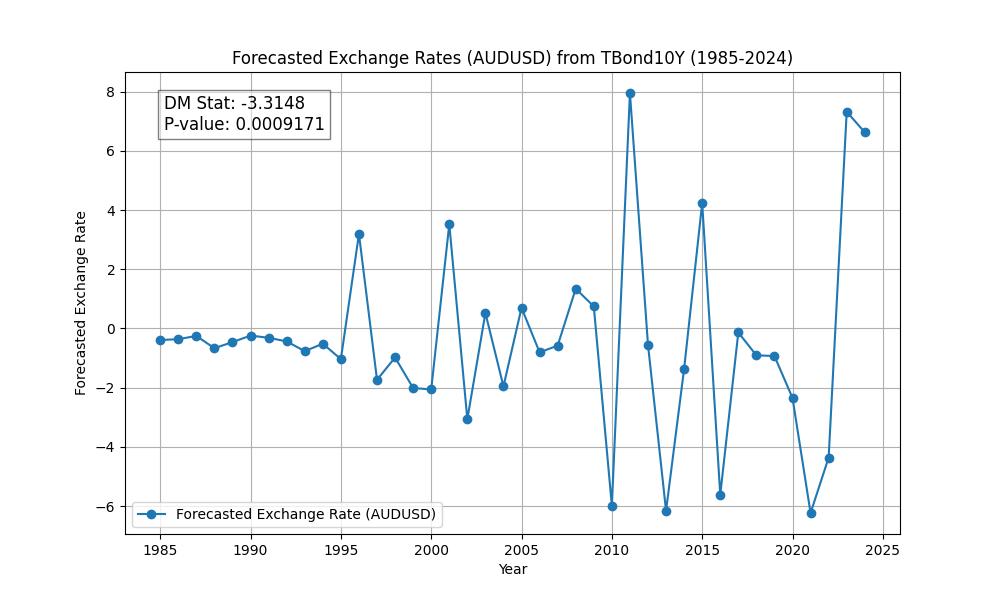 Forecasted Exchange Rates (AUDUSD) from TBond10Y (1985-2024)
DM Stat: -3.3148
P-value: 0.0009171
Forecasted Exchange Rate
8
6
4
2
0
−2
−4
−6
Forecasted Exchange Rate (AUDUSD)
1985 1990 1995 2000 2005 2010 2015 2020 2025
Year